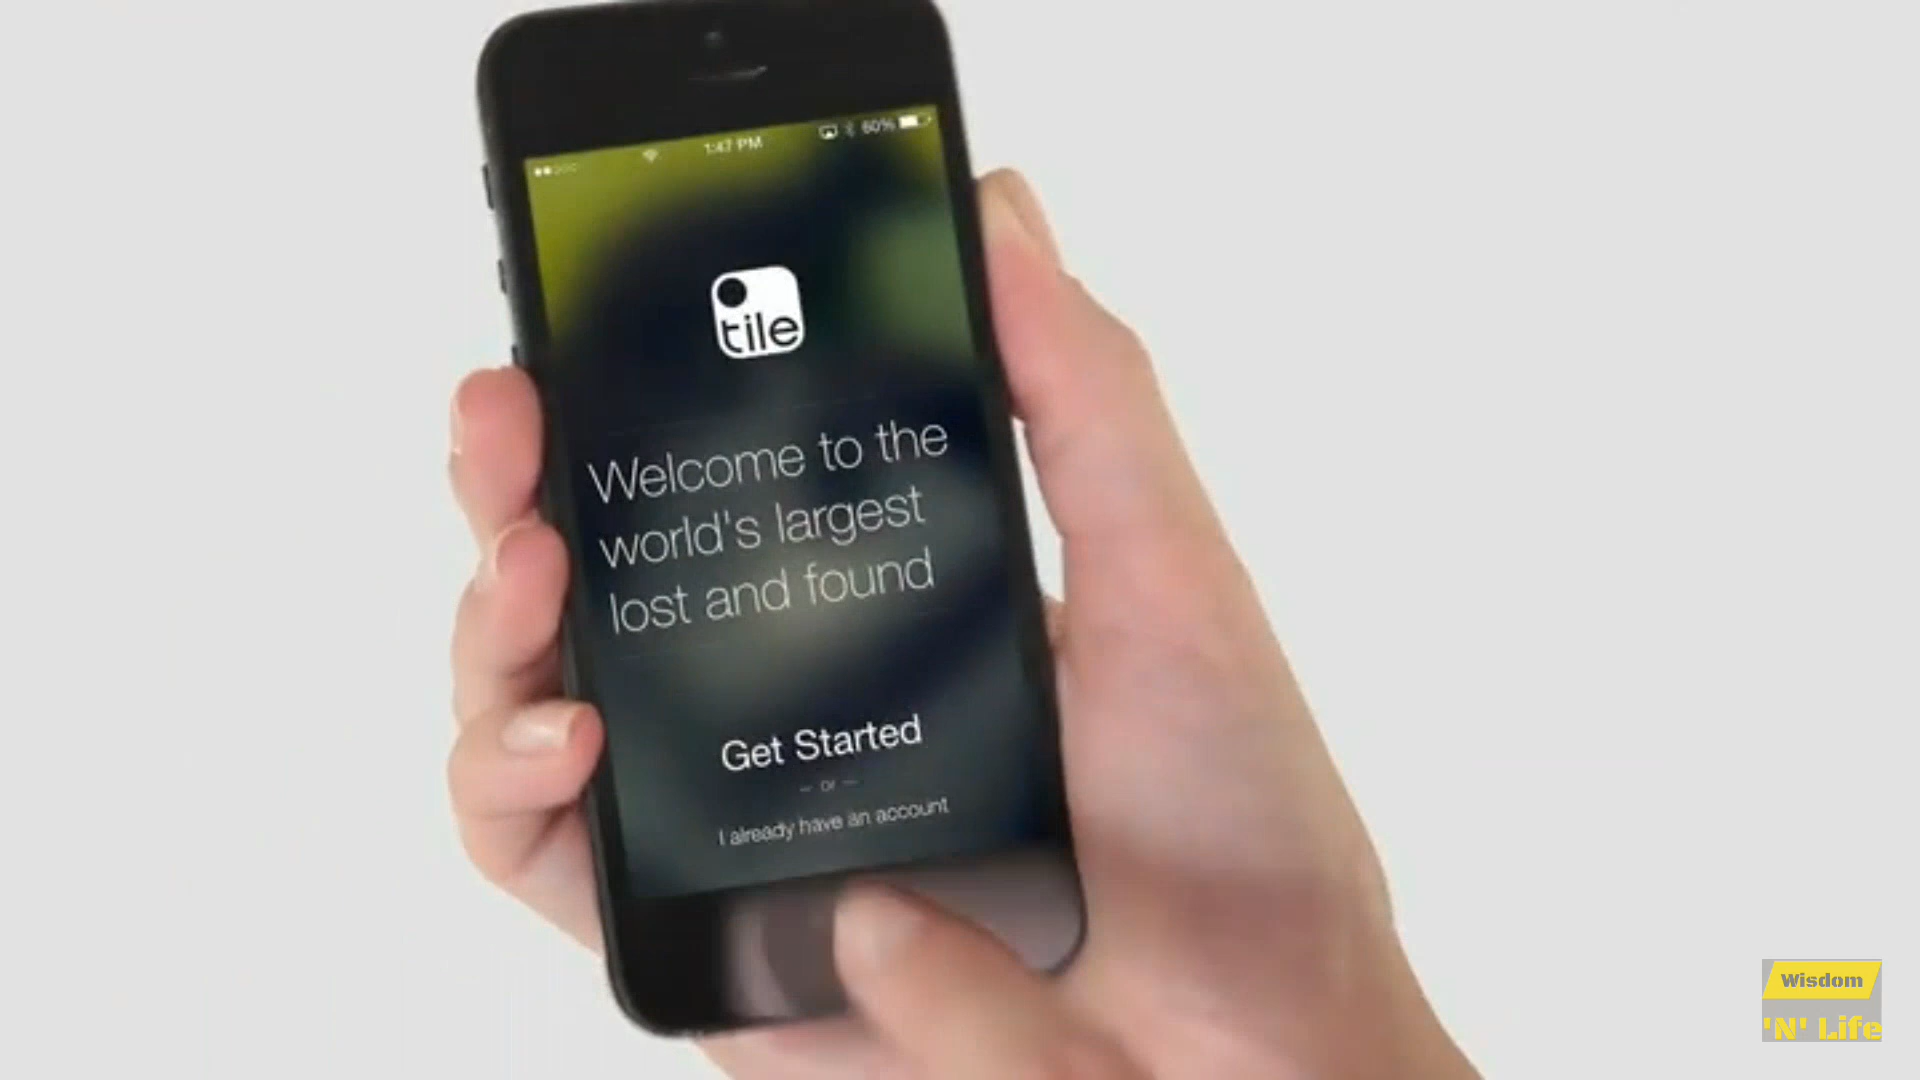 1:47 PM
60%
tile
Welcome to the
world's largest
lost and found
Get Started
— or —
I already have an account
Wisdom
'N' Life